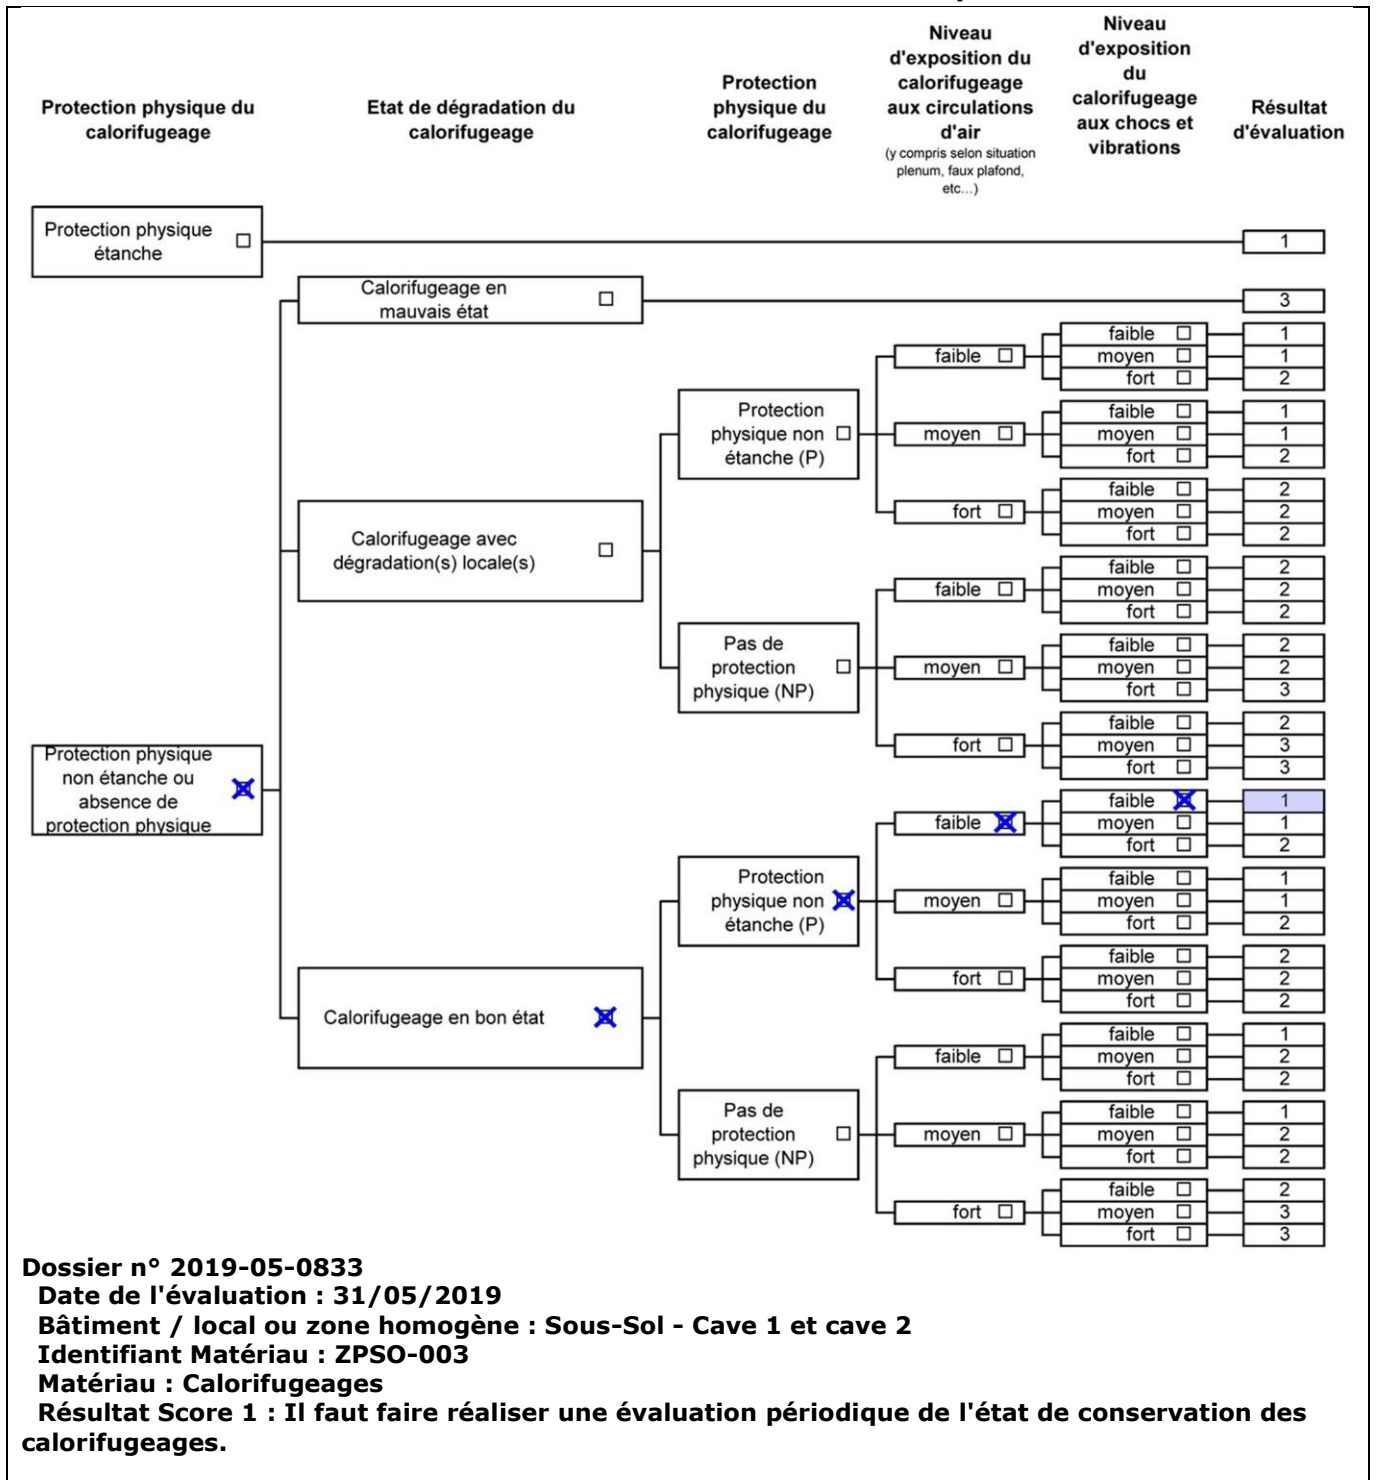 Protection physique du
calorifugeage
Etat de dégradation du
calorifugeage
Protection
physique du
calorifugeage
Niveau
d'exposition du
calorifugeage
aux circulations
d'air
(y compris selon situation
plenum, faux plafond,
etc...)
Niveau
d'exposition
du
calorifugeage
aux chocs et
vibrations
Résultat
d'évaluation
Protection physique
étanche
1
Calorifugeage en
mauvais état
3
Protection physique
non étanche ou
absence de
protection physique
Calorifugeage avec
dégradation(s) locale(s)
Protection
physique non
étanche (P)
faible
faible 1
moyen 1
fort 2
moyen
faible 1
moyen 1
fort 2
fort
faible 2
moyen 2
fort 2
Pas de
protection
physique (NP)
faible
faible 2
moyen 2
fort 2
moyen
faible 2
moyen 2
fort 3
fort
faible 2
moyen 3
fort 3
Calorifugeage en bon état
Protection
physique non
étanche (P)
faible
faible 1
moyen 1
fort 2
moyen
faible 1
moyen 1
fort 2
fort
faible 2
moyen 2
fort 2
Pas de
protection
physique (NP)
faible
faible 1
moyen 2
fort 2
moyen
faible 1
moyen 2
fort 2
fort
faible 2
moyen 3
fort 3
Dossier n° 2019-05-0833
Date de l'évaluation : 31/05/2019
Bâtiment / local ou zone homogène : Sous-Sol - Cave 1 et cave 2
Identifiant Matériau : ZPSO-003
Matériau : Calorifugeages
Résultat Score 1 : Il faut faire réaliser une évaluation périodique de l'état de conservation des
calorifugeages.